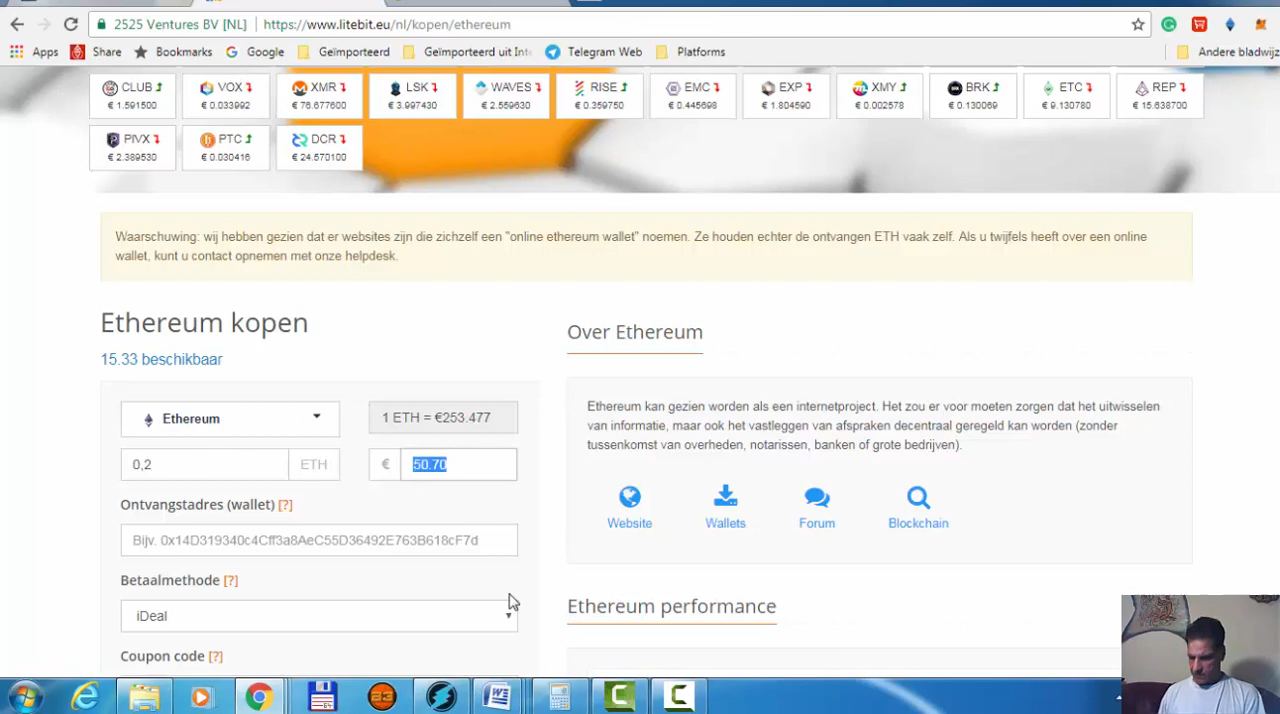 2525 Ventures BV [NL]
https://www.litebit.eu/nl/kopen/ethereum
Apps Share Bookmarks Google Geïmporteerd Geïmporteerd uit Int Telegram Web Platforms Andere bladwijz
CLUB VOX XMR LSK WAVES RISE EMC EXP XMY BRK ETC REP
€ 1.591500 € 0.033992 € 76.677600 € 3.997430 € 2.559630 € 0.359750 € 0.445698 € 1.804590 € 0.002578 € 0.130069 € 9.130780 € 15.638700
PIVX PTC DCR
€ 2.389530 € 0.030416 € 24.570100
Waarschuwing: wij hebben gezien dat er websites zijn die zichzelf een "online ethereum wallet" noemen. Ze houden echter de ontvangen ETH vaak zelf. Als u twijfels heeft over een online
wallet, kunt u contact opnemen met onze helpdesk.
Ethereum kopen
15.33 beschikbaar
Ethereum
1 ETH = €253.477
0,2 ETH
€ 50.70
Ontvangstadres (wallet) [?]
Bijv. 0x14D319340c4Cff3a8AeC55D36492E763B618cF7d
Betaalmethode [?]
iDeal
Coupon code [?]
Over Ethereum
Ethereum kan gezien worden als een internetproject. Het zou er voor moeten zorgen dat het uitwisselen
van informatie, maar ook het vastleggen van afspraken decentraal geregeld kan worden (zonder
tussenkomst van overheden, notarissen, banken of grote bedrijven).
Website Wallets Forum Blockchain
Ethereum performance